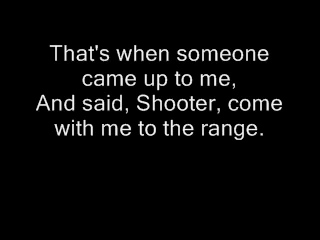 That's when someone
came up to me,
And said, Shooter, come
with me to the range.